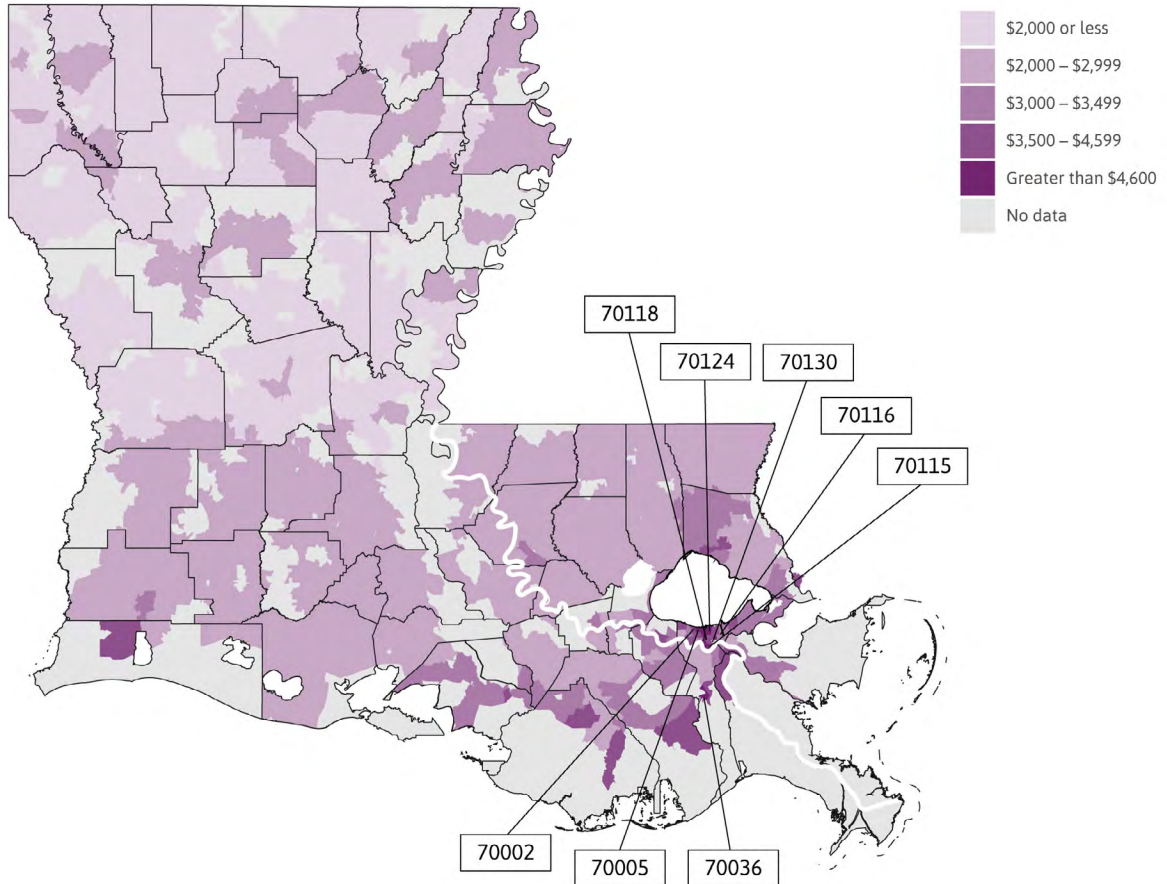 $2,000 or less
$2,000 – $2,999
$3,000 – $3,499
$3,500 – $4,599
Greater than $4,600
No data
70118
70124
70130
70116
70115
70002
70005
70036